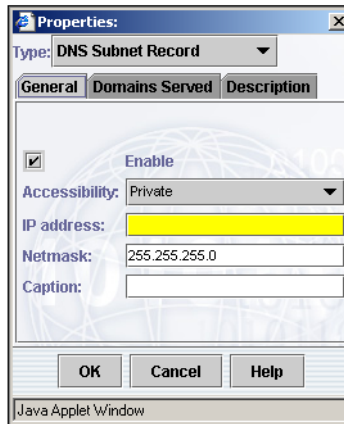 Properties:
Type: DNS Subnet Record
General Domains Served Description
Enable
Accessibility: Private
IP address:
Netmask: 255.255.255.0
Caption:
OK Cancel Help
Java Applet Window